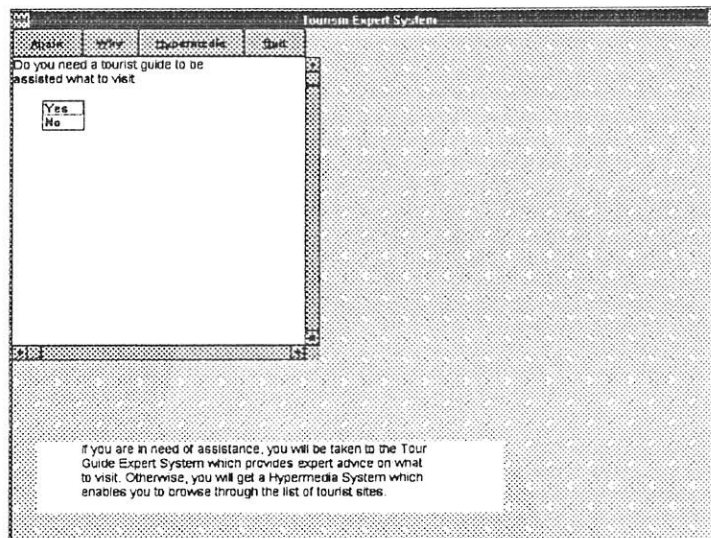 Tourism Expert System
Again Why Hypermedia Quit
Do you need a tourist guide to be
assisted what to visit
Yes
No
If you are in need of assistance, you will be taken to the Tour
Guide Expert System which provides expert advice on what
to visit. Otherwise, you will get a Hypermedia System which
enables you to browse through the list of tourist sites.